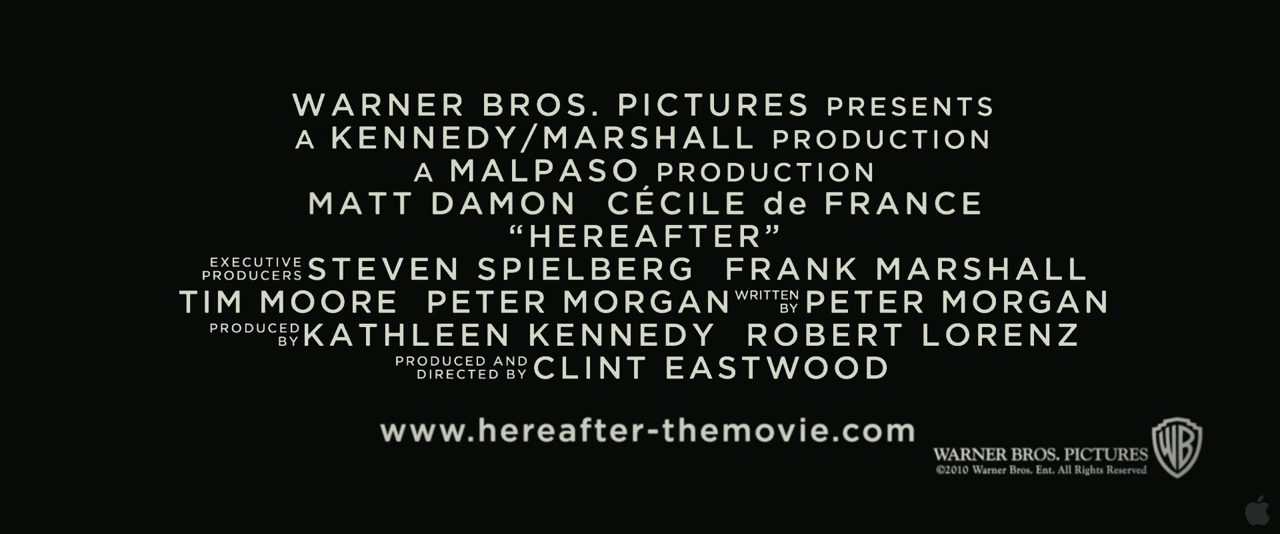 WARNER BROS. PICTURES PRESENTS
A KENNEDY/MARSHALL PRODUCTION
A MALPASO PRODUCTION
MATT DAMON CÉCILE de FRANCE
“HEREAFTER”
EXECUTIVE PRODUCERS STEVEN SPIELBERG FRANK MARSHALL
TIM MOORE PETER MORGAN WRITTEN BY PETER MORGAN
PRODUCED BY KATHLEEN KENNEDY ROBERT LORENZ
PRODUCED AND DIRECTED BY CLINT EASTWOOD
www.hereafter-themovie.com
WARNER BROS. PICTURES WB
©2010 Warner Bros. Ent. All Rights Reserved